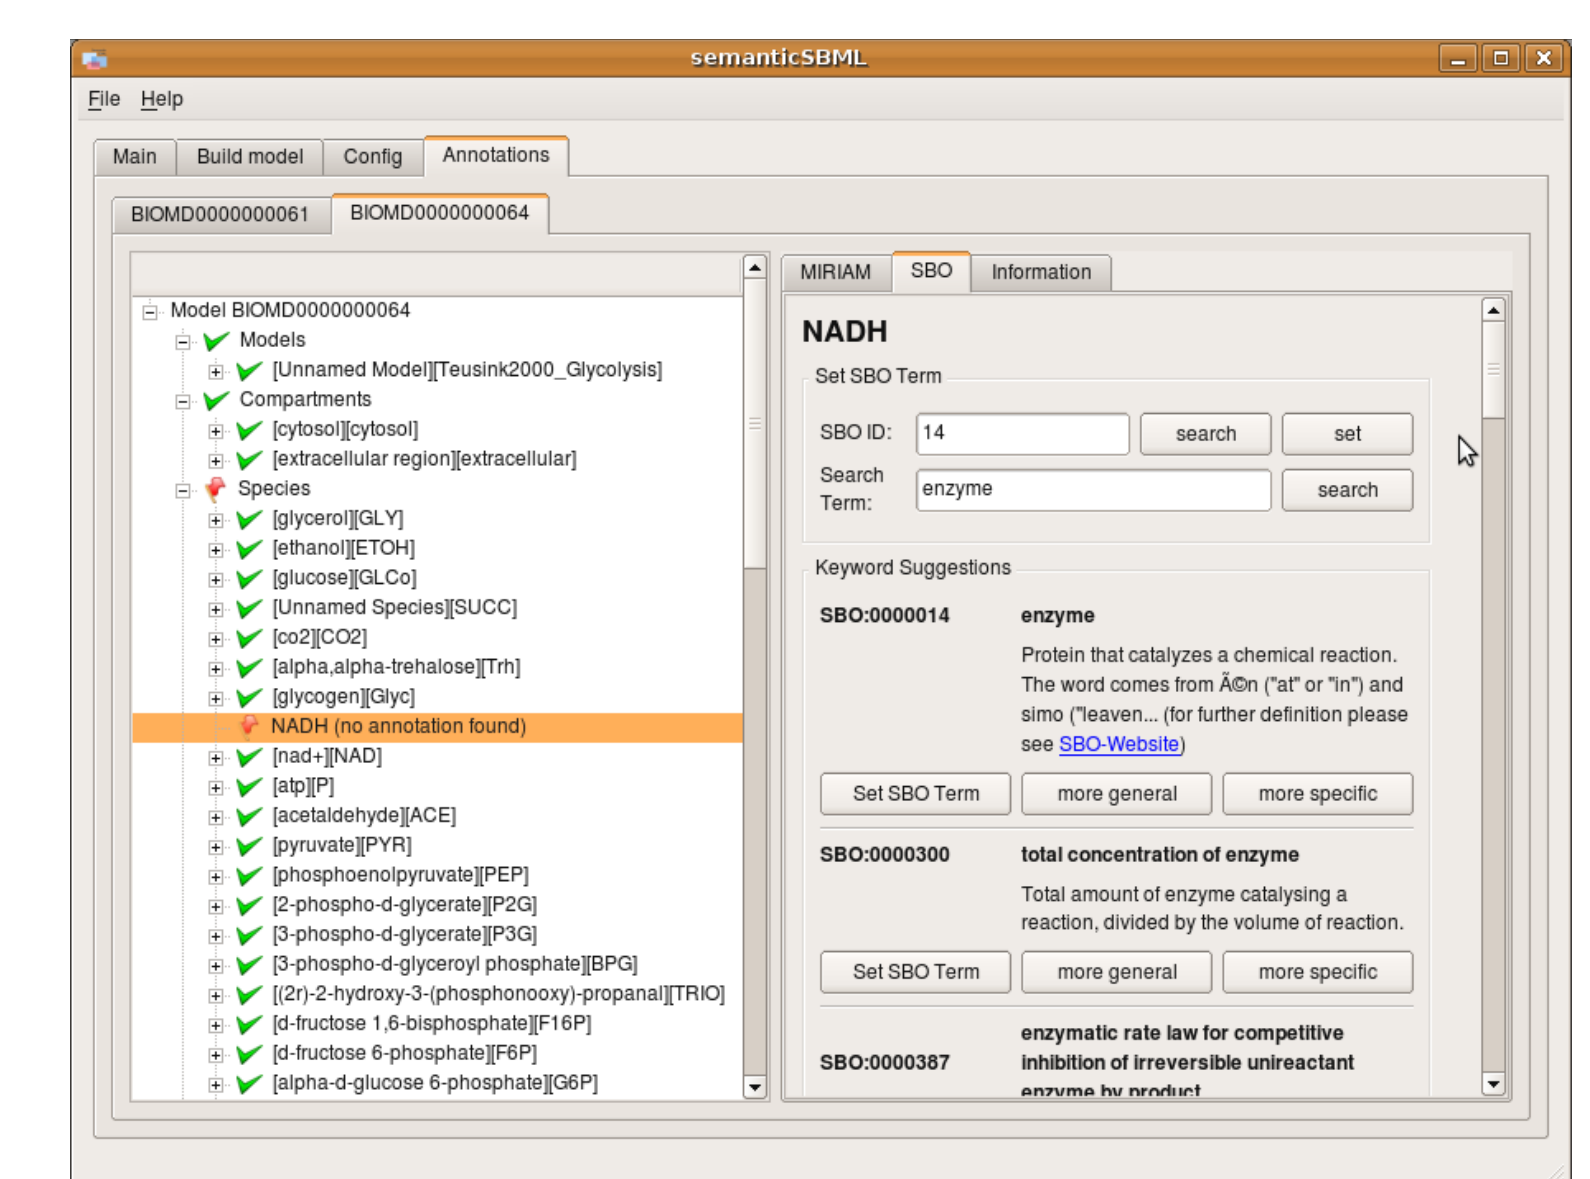 semanticSBML
File Help
Main Build model Config Annotations
BIOMD0000000061 BIOMD0000000064
Model BIOMD0000000064
Models
[Unnamed Model][Teusink2000_Glycolysis]
Compartments
[cytosol][cytosol]
[extracellular region][extracellular]
Species
[glycerol][GLY]
[ethanol][ETOH]
[glucose][GLCo]
[Unnamed Species][SUCC]
[co2][CO2]
[alpha,alpha-trehalose][Trh]
[glycogen][Glyc]
NADH (no annotation found)
[nad+][NAD]
[atp][P]
[acetaldehyde][ACE]
[pyruvate][PYR]
[phosphoenolpyruvate][PEP]
[2-phospho-d-glycerate][P2G]
[3-phospho-d-glycerate][P3G]
[3-phospho-d-glyceroyl phosphate][BPG]
[(2r)-2-hydroxy-3-(phosphonooxy)-propanal][TRIO]
[d-fructose 1,6-bisphosphate][F16P]
[d-fructose 6-phosphate][F6P]
[alpha-d-glucose 6-phosphate][G6P]
MIRIAM SBO Information
NADH
Set SBO Term
SBO ID: 14 search set
Search
Term: enzyme search
Keyword Suggestions
SBO:0000014 enzyme
Protein that catalyzes a chemical reaction.
The word comes from Ã©n ("at" or "in") and
simo ("leaven... (for further definition please
see SBO-Website)
Set SBO Term more general more specific
SBO:0000300 total concentration of enzyme
Total amount of enzyme catalysing a
reaction, divided by the volume of reaction.
Set SBO Term more general more specific
enzymatic rate law for competitive
SBO:0000387 inhibition of irreversible unireactant
enzyme by product